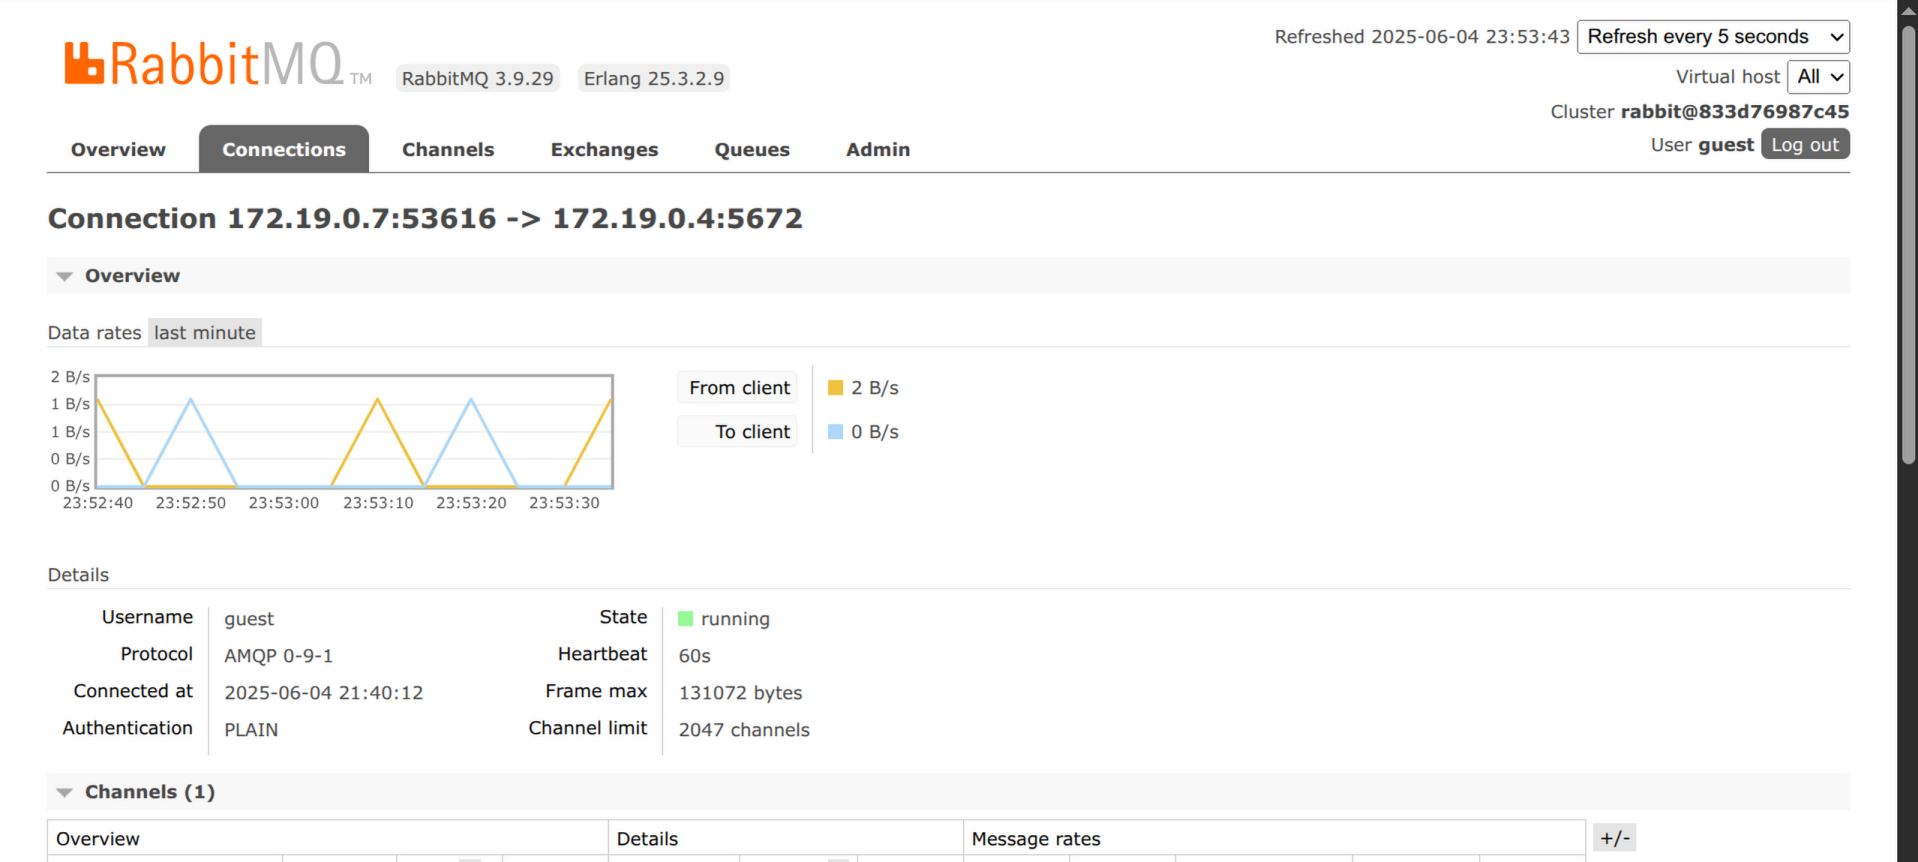 Refreshed 2025-06-04 23:53:43 Refresh every 5 seconds
RabbitMQ TM RabbitMQ 3.9.29 Erlang 25.3.2.9
Virtual host All
Cluster rabbit@833d76987c45
User guest Log out
Overview Connections Channels Exchanges Queues Admin
Connection 172.19.0.7:53616 -> 172.19.0.4:5672
Overview
Data rates last minute
2 B/s
1 B/s
1 B/s
0 B/s
0 B/s
23:52:40 23:52:50 23:53:00 23:53:10 23:53:20 23:53:30
From client 2 B/s
To client 0 B/s
Details
Username guest
Protocol AMQP 0-9-1
Connected at 2025-06-04 21:40:12
Authentication PLAIN
State running
Heartbeat 60s
Frame max 131072 bytes
Channel limit 2047 channels
Channels (1)
Overview Details Message rates +/-